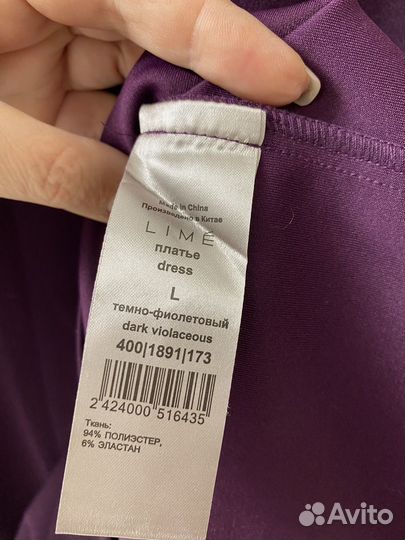 Made in China
Произведено в Китае
LIMÉ
платье
dress
L
темно-фиолетовый
dark violaceous
400|1891|173
2 424000 516435
Ткань:
94% ПОЛИЭСТЕР,
6% ЭЛАСТАН
Avito